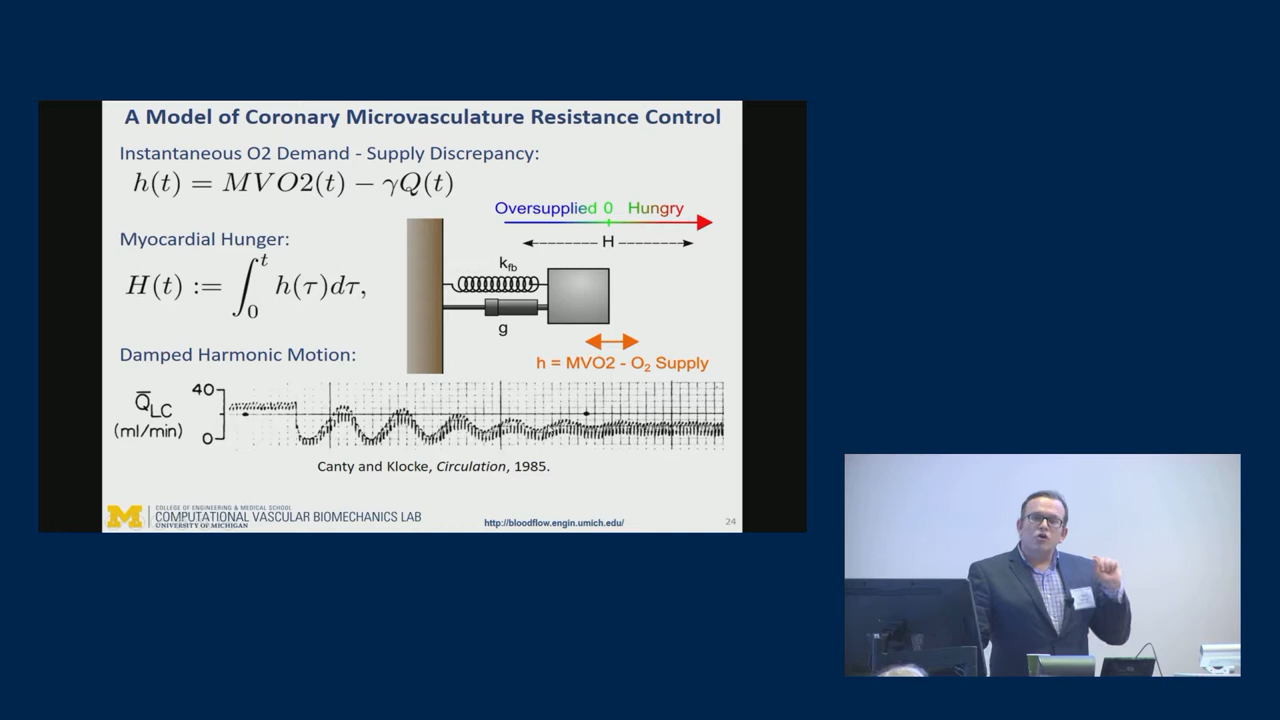 A Model of Coronary Microvasculature Resistance Control
Instantaneous O2 Demand - Supply Discrepancy:
h(t) = MVO2(t) − γQ(t)
Oversupplied 0 Hungry
H
Myocardial Hunger:
H(t) := ∫₀ᵗ h(τ)dτ,
k_fb
g
Damped Harmonic Motion:
h = MVO2 - O₂ Supply
40
Q̅_LC
(ml/min)
0
Canty and Klocke, Circulation, 1985.
M
COLLEGE OF ENGINEERING & MEDICAL SCHOOL
COMPUTATIONAL VASCULAR BIOMECHANICS LAB
UNIVERSITY OF MICHIGAN
http://bloodflow.engin.umich.edu/
24